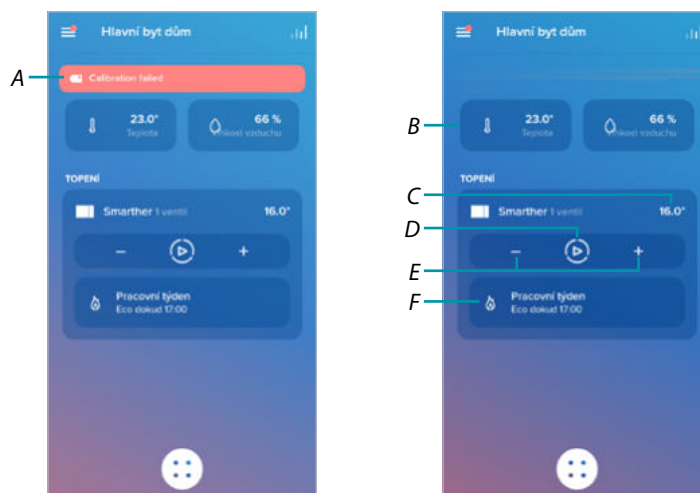 Hlavní byt dům
A
Calibration failed
23.0°
Teplota
66 %
Vlhkost vzduchu
TOPENÍ
Smarther 1 ventil
16.0°
Pracovní týden
Eco dokud 17:00
Hlavní byt dům
B
23.0°
Teplota
66 %
Vlhkost vzduchu
TOPENÍ
C
Smarther 1 ventil
16.0°
D
E
F
Pracovní týden
Eco dokud 17:00